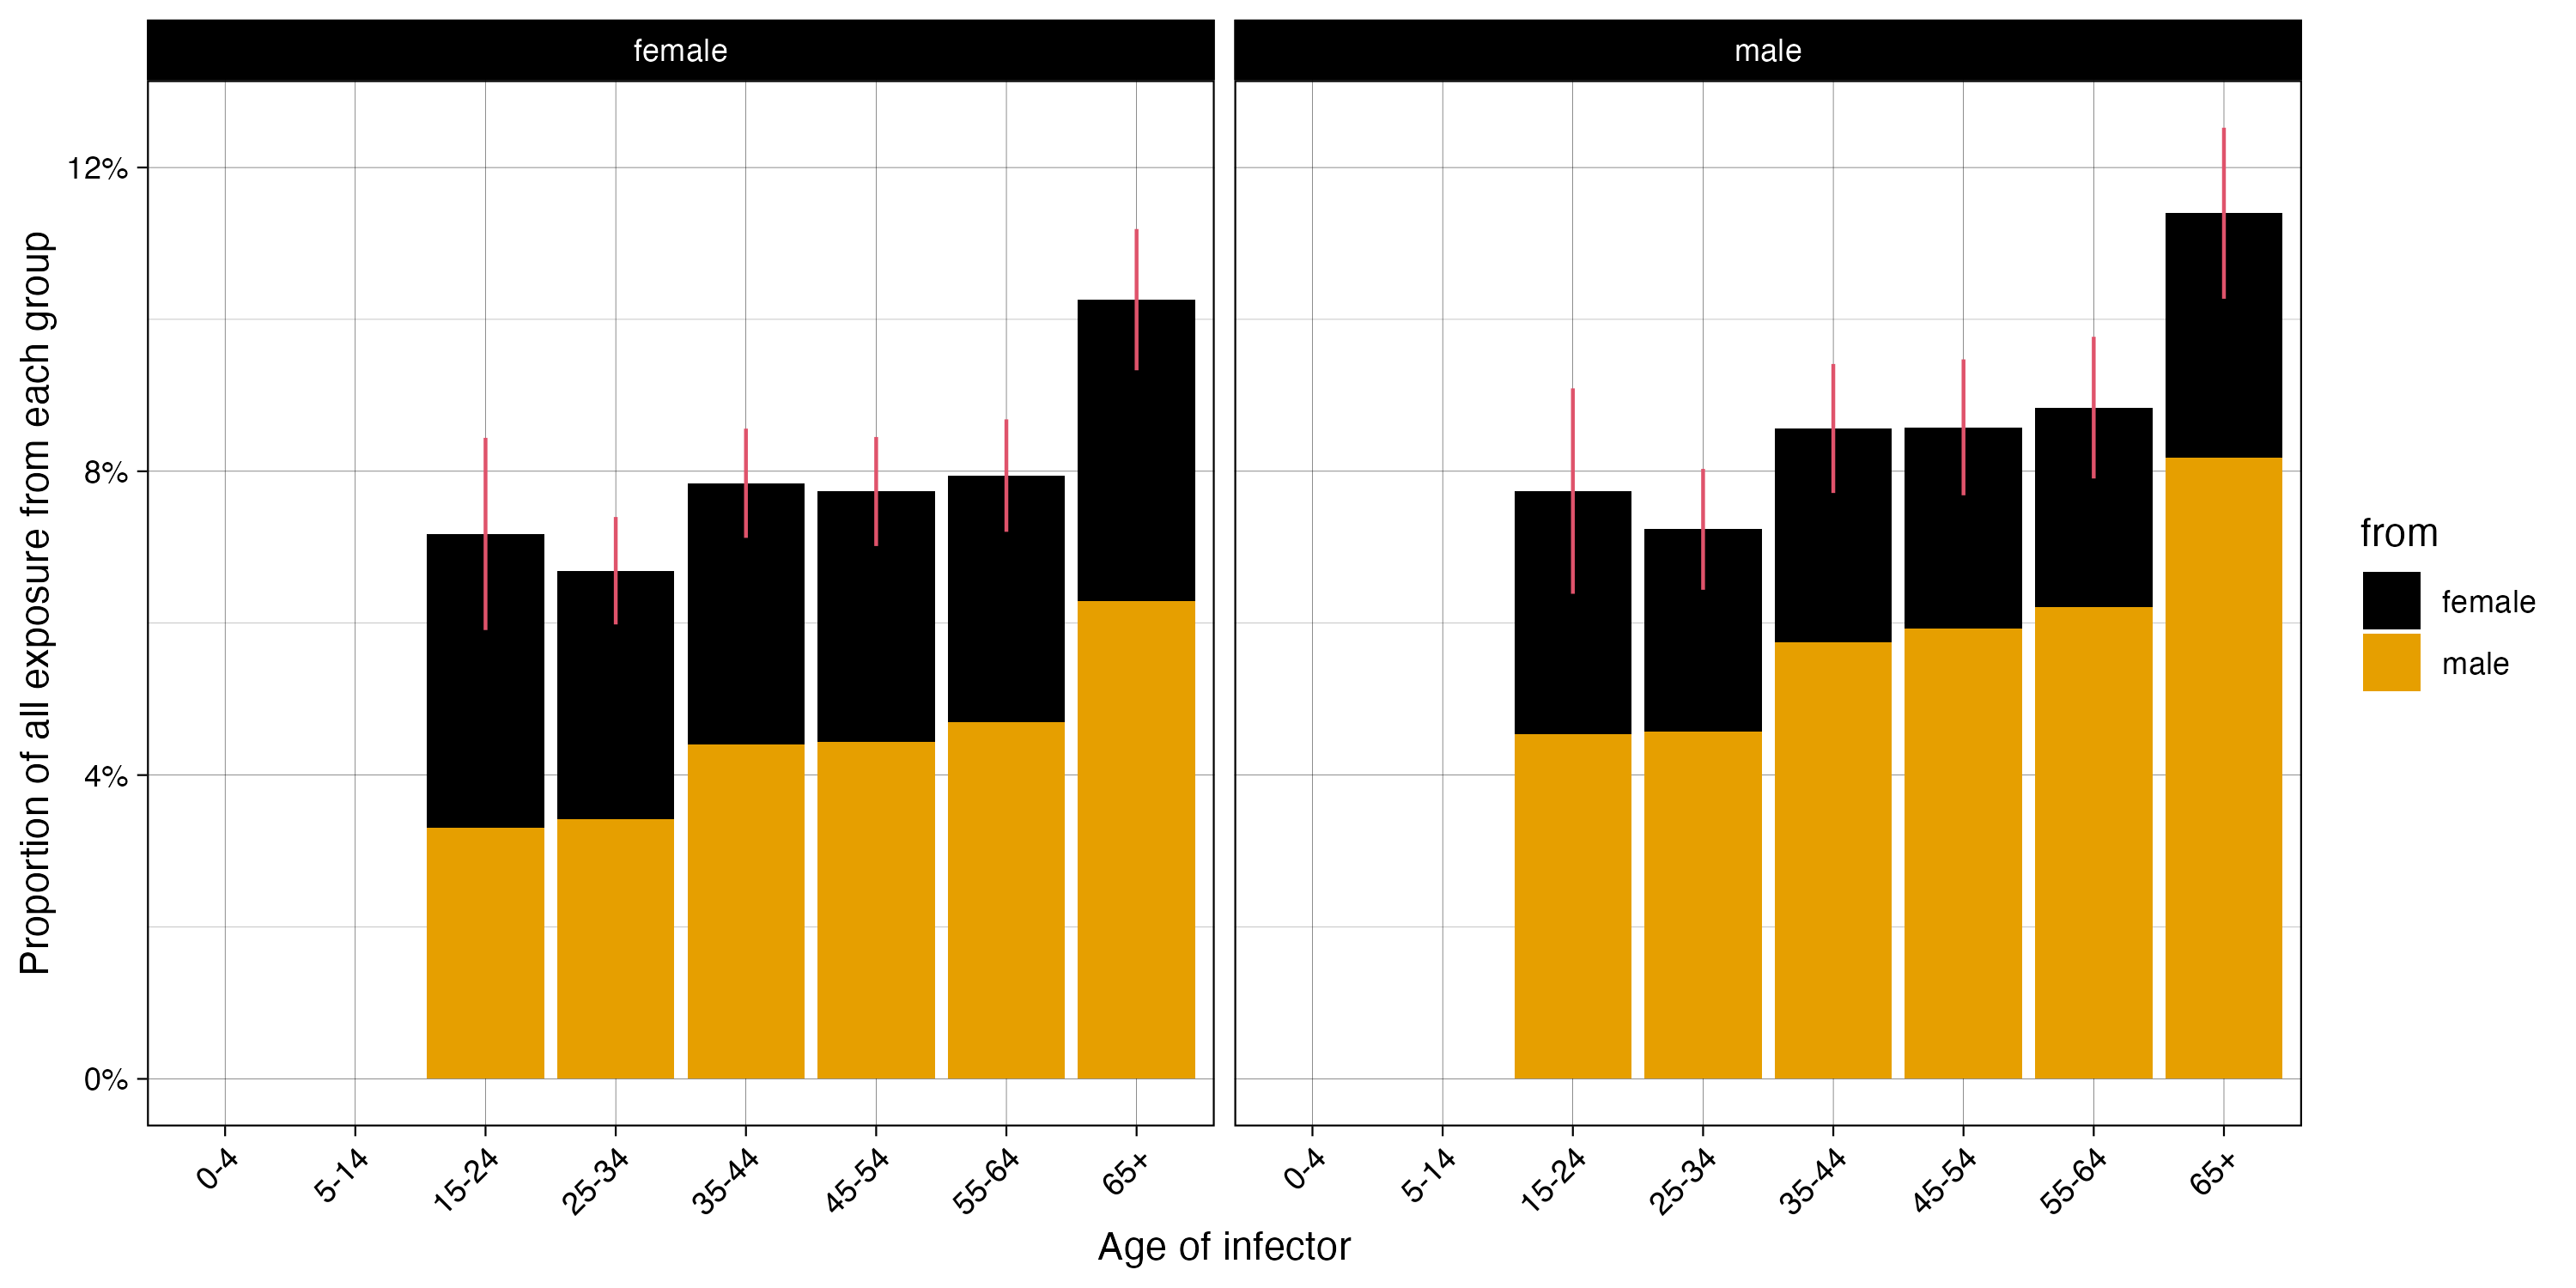 female
male
Proportion of all exposure from each group
12%
8%
4%
0%
0-4
5-14
15-24
25-34
35-44
45-54
55-64
65+
0-4
5-14
15-24
25-34
35-44
45-54
55-64
65+
Age of infector
from
female
male